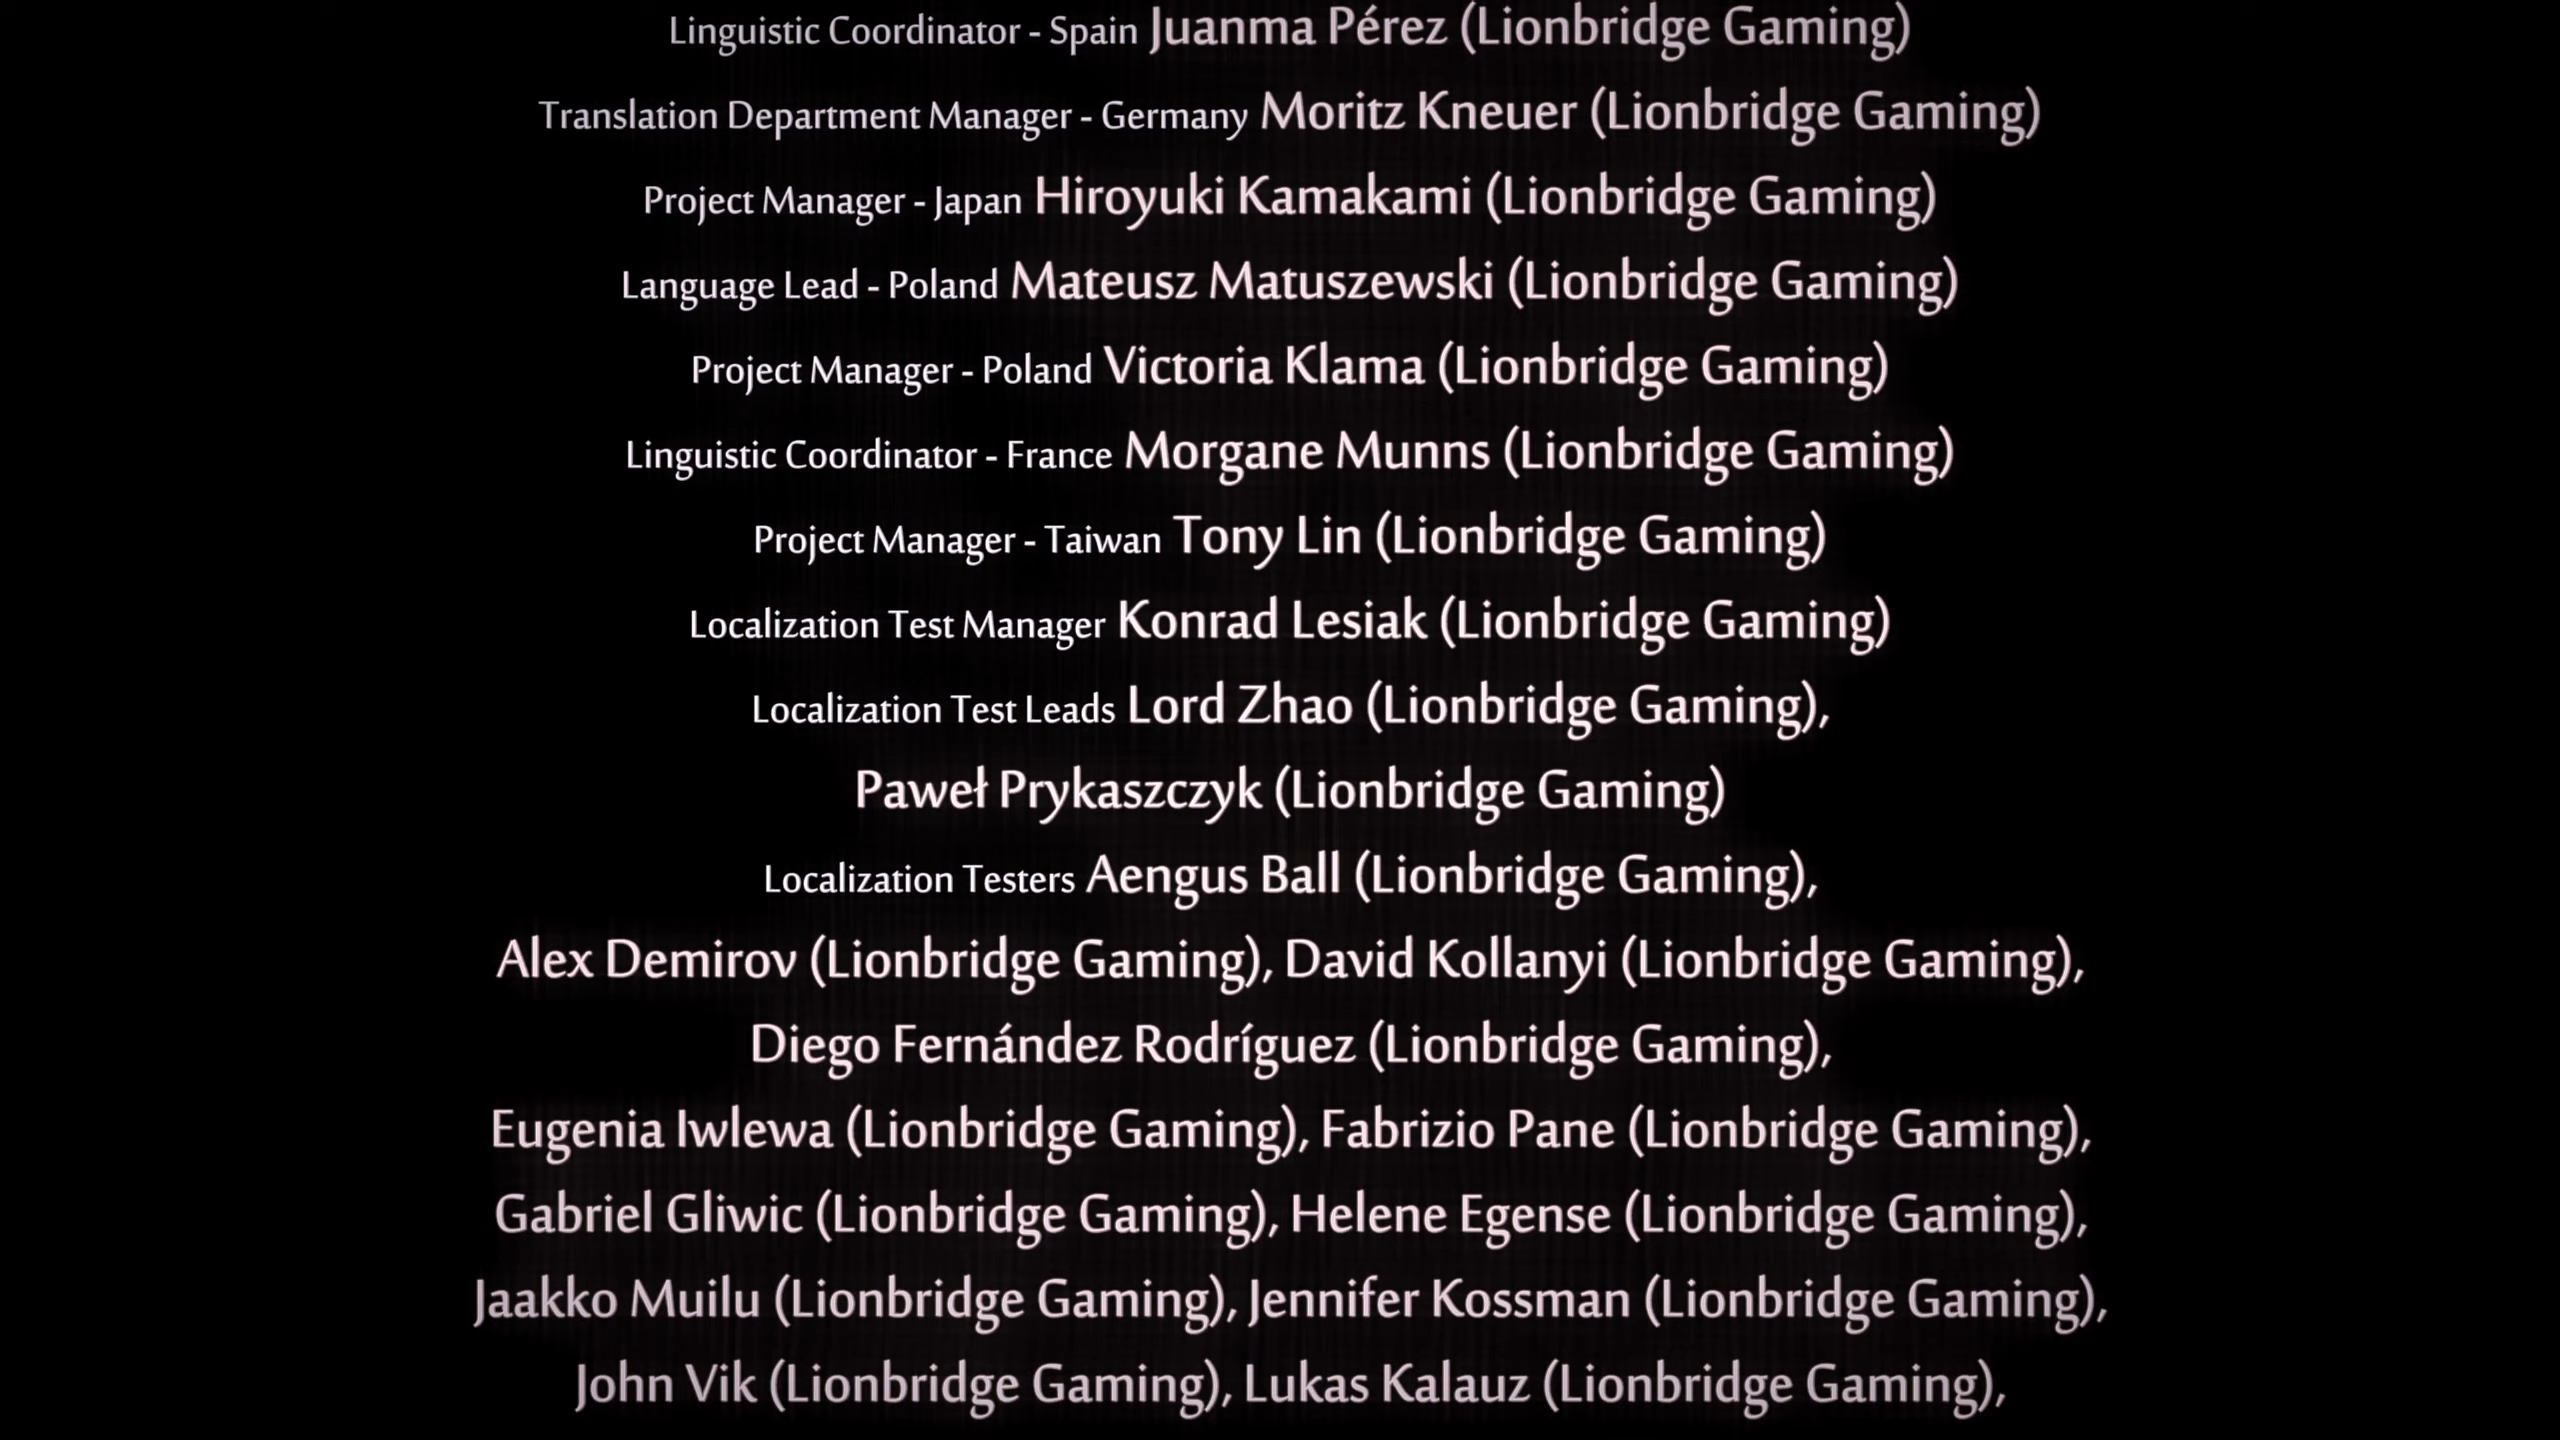 Linguistic Coordinator - Spain Juanma Pérez (Lionbridge Gaming)
Translation Department Manager - Germany Moritz Kneuer (Lionbridge Gaming)
Project Manager - Japan Hiroyuki Kamakami (Lionbridge Gaming)
Language Lead - Poland Mateusz Matuszewski (Lionbridge Gaming)
Project Manager - Poland Victoria Klama (Lionbridge Gaming)
Linguistic Coordinator - France Morgane Munns (Lionbridge Gaming)
Project Manager - Taiwan Tony Lin (Lionbridge Gaming)
Localization Test Manager Konrad Lesiak (Lionbridge Gaming)
Localization Test Leads Lord Zhao (Lionbridge Gaming),
Paweł Prykaszczyk (Lionbridge Gaming)
Localization Testers Aengus Ball (Lionbridge Gaming),
Alex Demirov (Lionbridge Gaming), David Kollanyi (Lionbridge Gaming),
Diego Fernández Rodríguez (Lionbridge Gaming),
Eugenia Iwlewa (Lionbridge Gaming), Fabrizio Pane (Lionbridge Gaming),
Gabriel Gliwic (Lionbridge Gaming), Helene Egense (Lionbridge Gaming),
Jaakko Muilu (Lionbridge Gaming), Jennifer Kossman (Lionbridge Gaming),
John Vik (Lionbridge Gaming), Lukas Kalauz (Lionbridge Gaming),